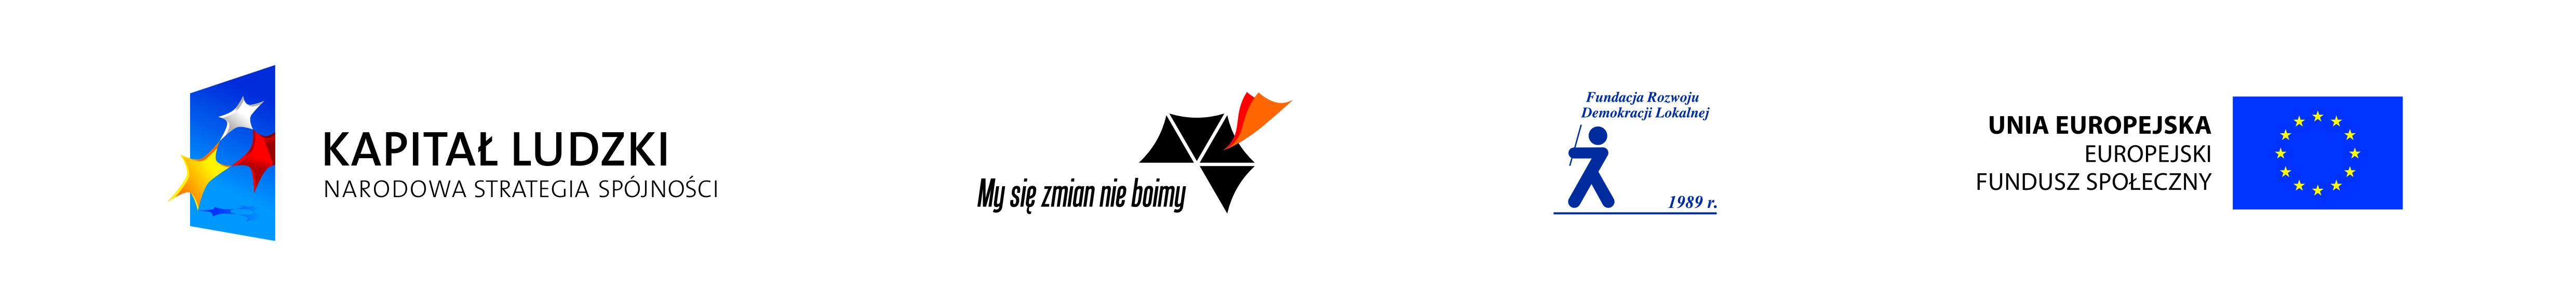 KAPITAŁ LUDZKI
NARODOWA STRATEGIA SPÓJNOŚCI
My się zmian nie boimy
Fundacja Rozwoju
Demokracji Lokalnej
1989 r.
UNIA EUROPEJSKA
EUROPEJSKI
FUNDUSZ SPOŁECZNY